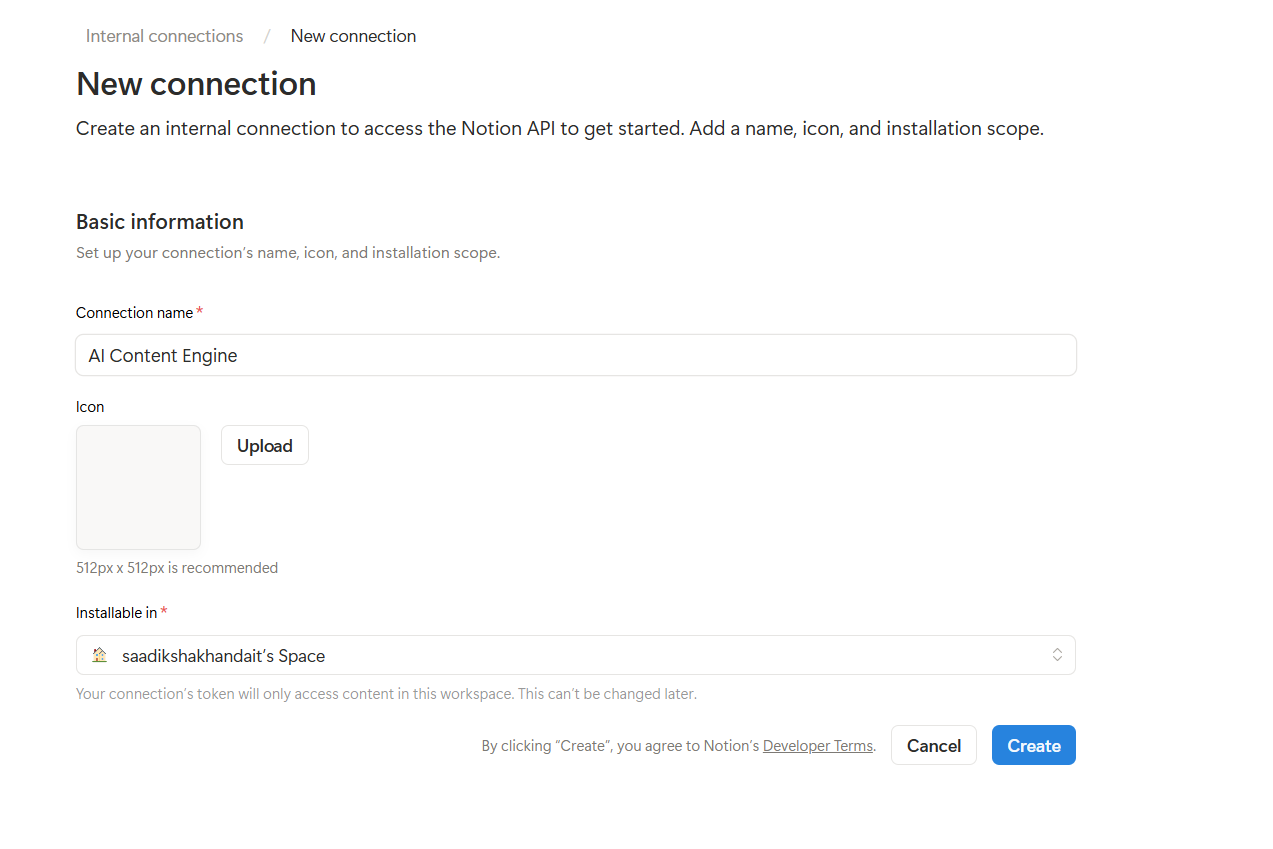 Internal connections / New connection
New connection
Create an internal connection to access the Notion API to get started. Add a name, icon, and installation scope.
Basic information
Set up your connection's name, icon, and installation scope.
Connection name *
AI Content Engine
Icon
Upload
512px x 512px is recommended
Installable in *
saadikshakhandait's Space
Your connection's token will only access content in this workspace. This can't be changed later.
By clicking “Create”, you agree to Notion's Developer Terms. Cancel Create